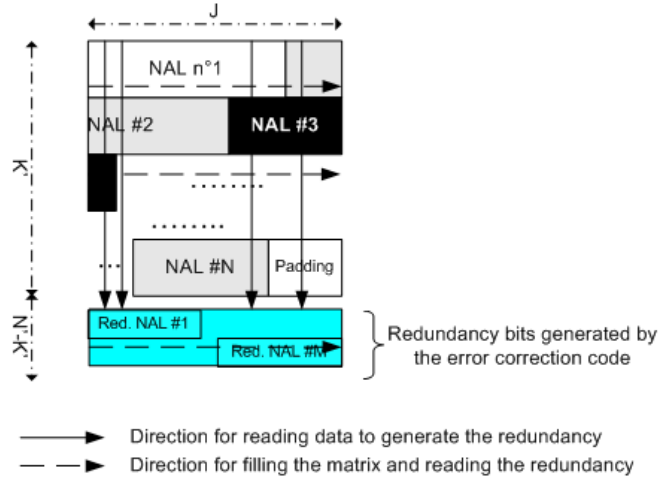 J
NAL n°1
NAL #2
NAL #3
K'
.........
.........
...
NAL #N
Padding
N'-K'
Red. NAL #1
Red. NAL #M
Redundancy bits generated by
the error correction code
Direction for reading data to generate the redundancy
Direction for filling the matrix and reading the redundancy